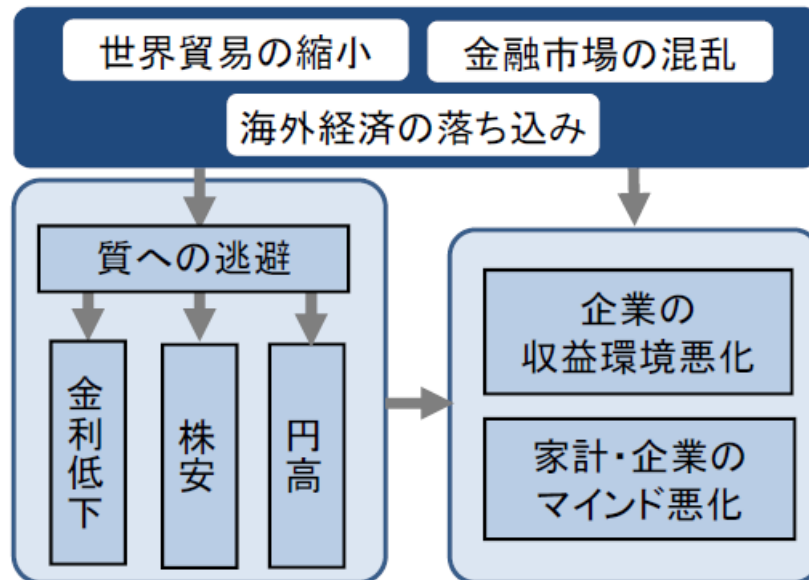 世界貿易の縮小
金融市場の混乱
海外経済の落ち込み
質への逃避
金利低下
株安
円高
企業の
収益環境悪化
家計・企業の
マインド悪化